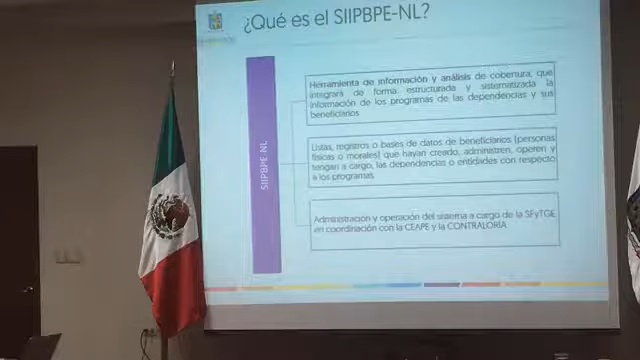 ¿Qué es el SIIPBPE-NL?
SIIPBPE-NL
Herramienta de información y análisis de cobertura, que
integrará de forma estructurada y sistematizada la
información de los programas de las dependencias y sus
beneficiarios
Listas, registros o bases de datos de beneficiarios (personas
físicas o morales) que hayan creado, administren, operen y
tengan a cargo, las dependencias o entidades con respecto
a los programas
Administración y operación del sistema a cargo de la SFyTGE
en coordinación con la CEAPE y la CONTRALORÍA